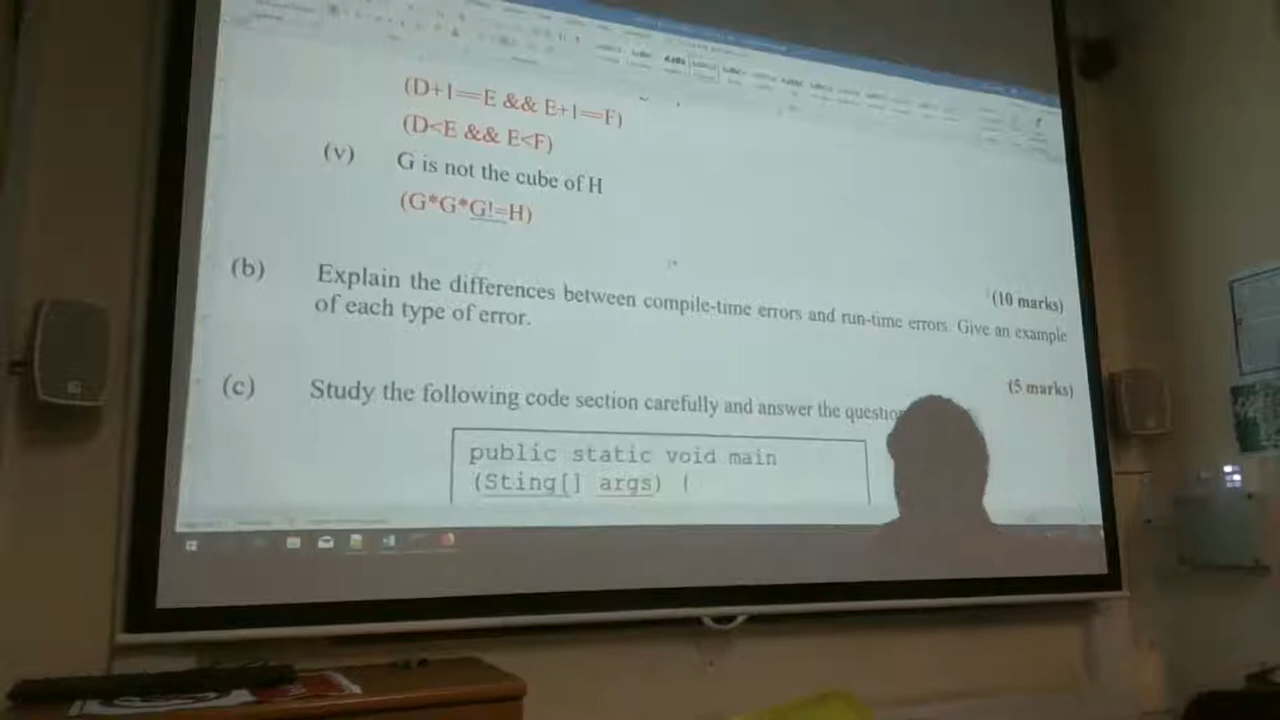 (D+1==E && E+1==F)
(D<E && E<F)
(v) G is not the cube of H
(G*G*G!=H)
(10 marks)
(b) Explain the differences between compile-time errors and run-time errors. Give an example
of each type of error.
(5 marks)
(c) Study the following code section carefully and answer the
public static void main
(Sting[] args) {